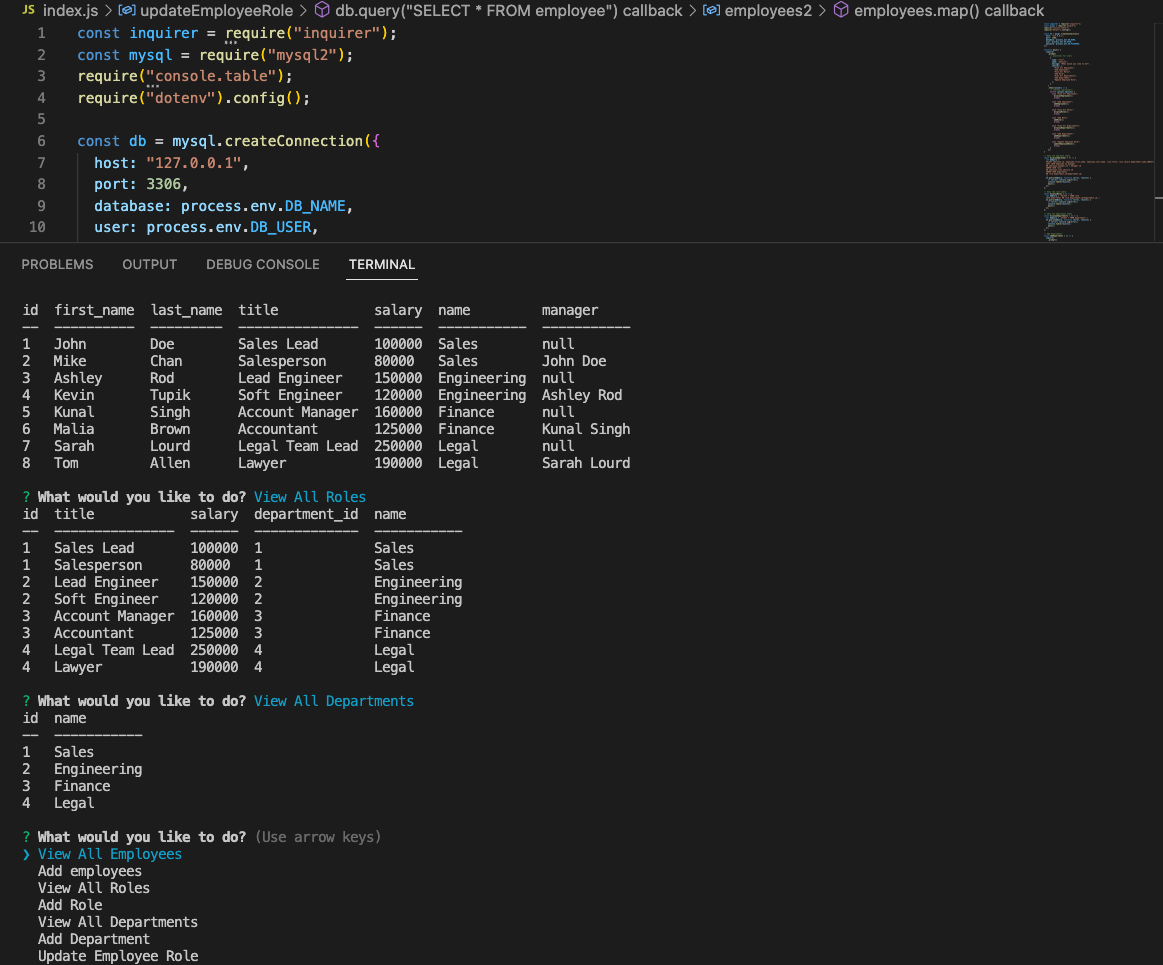 JS index.js > updateEmployeeRole > db.query("SELECT * FROM employee") callback > employees2 > employees.map() callback
1 const inquirer = require("inquirer");
2 const mysql = require("mysql2");
3 require("console.table");
4 require("dotenv").config();
5
6 const db = mysql.createConnection({
7 host: "127.0.0.1",
8 port: 3306,
9 database: process.env.DB_NAME,
10 user: process.env.DB_USER,
PROBLEMS OUTPUT DEBUG CONSOLE TERMINAL
id first_name last_name title salary name manager
-- ---------- --------- --------------- ------ ----------- -----------
1 John Doe Sales Lead 100000 Sales null
2 Mike Chan Salesperson 80000 Sales John Doe
3 Ashley Rod Lead Engineer 150000 Engineering null
4 Kevin Tupik Soft Engineer 120000 Engineering Ashley Rod
5 Kunal Singh Account Manager 160000 Finance null
6 Malia Brown Accountant 125000 Finance Kunal Singh
7 Sarah Lourd Legal Team Lead 250000 Legal null
8 Tom Allen Lawyer 190000 Legal Sarah Lourd
? What would you like to do? View All Roles
id title salary department_id name
-- --------------- ------ ------------- -----------
1 Sales Lead 100000 1 Sales
1 Salesperson 80000 1 Sales
2 Lead Engineer 150000 2 Engineering
2 Soft Engineer 120000 2 Engineering
3 Account Manager 160000 3 Finance
3 Accountant 125000 3 Finance
4 Legal Team Lead 250000 4 Legal
4 Lawyer 190000 4 Legal
? What would you like to do? View All Departments
id name
-- -----------
1 Sales
2 Engineering
3 Finance
4 Legal
? What would you like to do? (Use arrow keys)
❯ View All Employees
Add employees
View All Roles
Add Role
View All Departments
Add Department
Update Employee Role